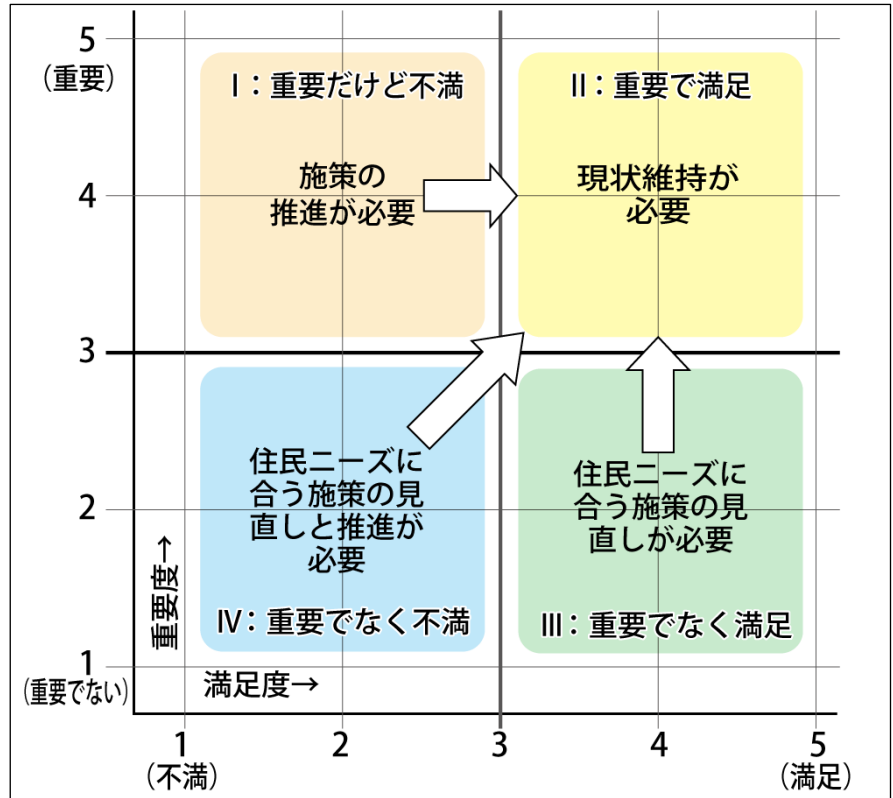 5
(重要)
Ⅰ：重要だけど不満
Ⅱ：重要で満足
施策の
推進が必要
現状維持が
必要
4
3
住民ニーズに
合う施策の見
直しと推進が
必要
住民ニーズに
合う施策の見
直しが必要
2
重要度→
Ⅳ：重要でなく不満
Ⅲ：重要でなく満足
1
(重要でない)
満足度→
1
2
3
4
5
(不満)
(満足)